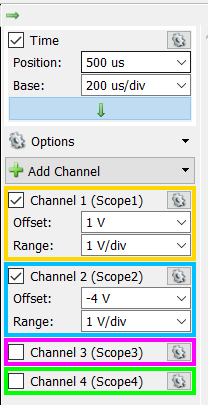 Time
Position: 500 us
Base: 200 us/div
Options
Add Channel
Channel 1 (Scope1)
Offset: 1 V
Range: 1 V/div
Channel 2 (Scope2)
Offset: -4 V
Range: 1 V/div
Channel 3 (Scope3)
Channel 4 (Scope4)